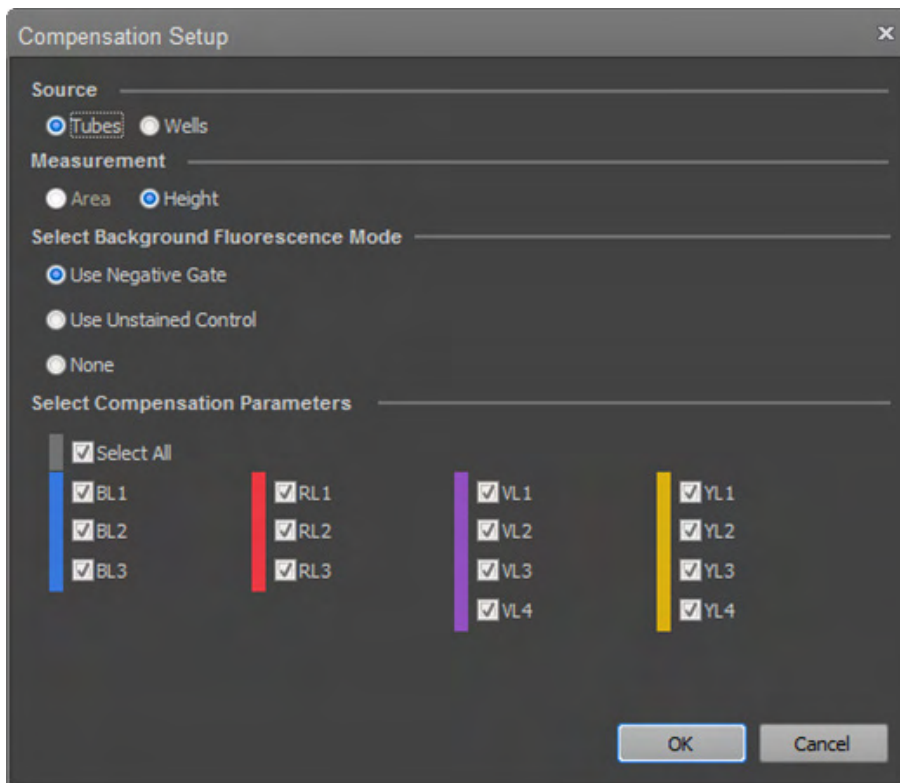 Compensation Setup
Source
Tubes Wells
Measurement
Area Height
Select Background Fluorescence Mode
Use Negative Gate
Use Unstained Control
None
Select Compensation Parameters
Select All
BL1 RL1 VL1 YL1
BL2 RL2 VL2 YL2
BL3 RL3 VL3 YL3
VL4 YL4
OK Cancel